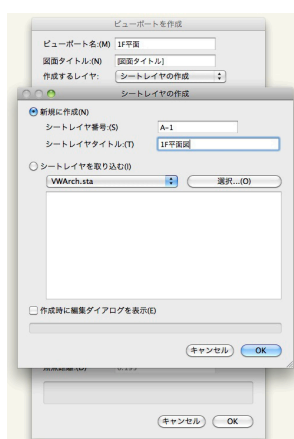 ビューポートを作成
ビューポート名:(M) 1F平面
図面タイトル:(N) [図面タイトル]
作成するレイヤ: シートレイヤの作成
シートレイヤの作成
新規に作成(N)
シートレイヤ番号:(S) A-1
シートレイヤタイトル:(T) 1F平面図
シートレイヤを取り込む(I)
VWArch.sta 選択...(O)
作成時に編集ダイアログを表示(E)
キャンセル OK
キャンセル OK